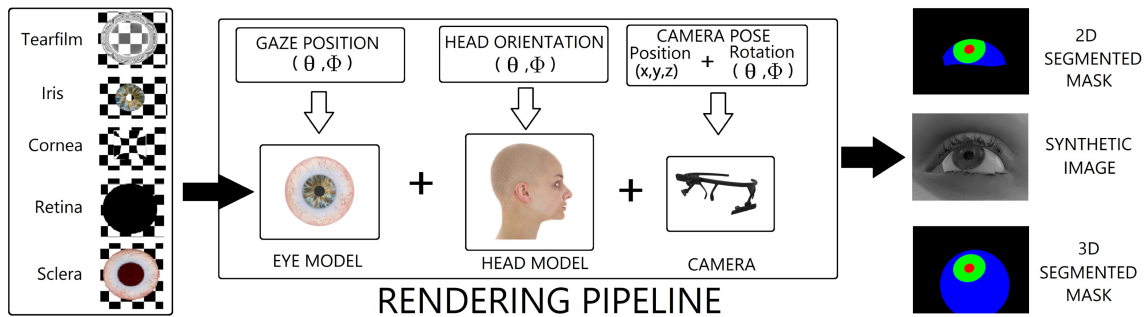 Tearfilm
Iris
Cornea
Retina
Sclera
GAZE POSITION
( θ ,Φ )
HEAD ORIENTATION
( θ ,Φ )
CAMERA POSE
Position + Rotation
(x,y,z) ( θ ,Φ )
+
+
EYE MODEL
HEAD MODEL
CAMERA
RENDERING PIPELINE
2D
SEGMENTED
MASK
SYNTHETIC
IMAGE
3D
SEGMENTED
MASK